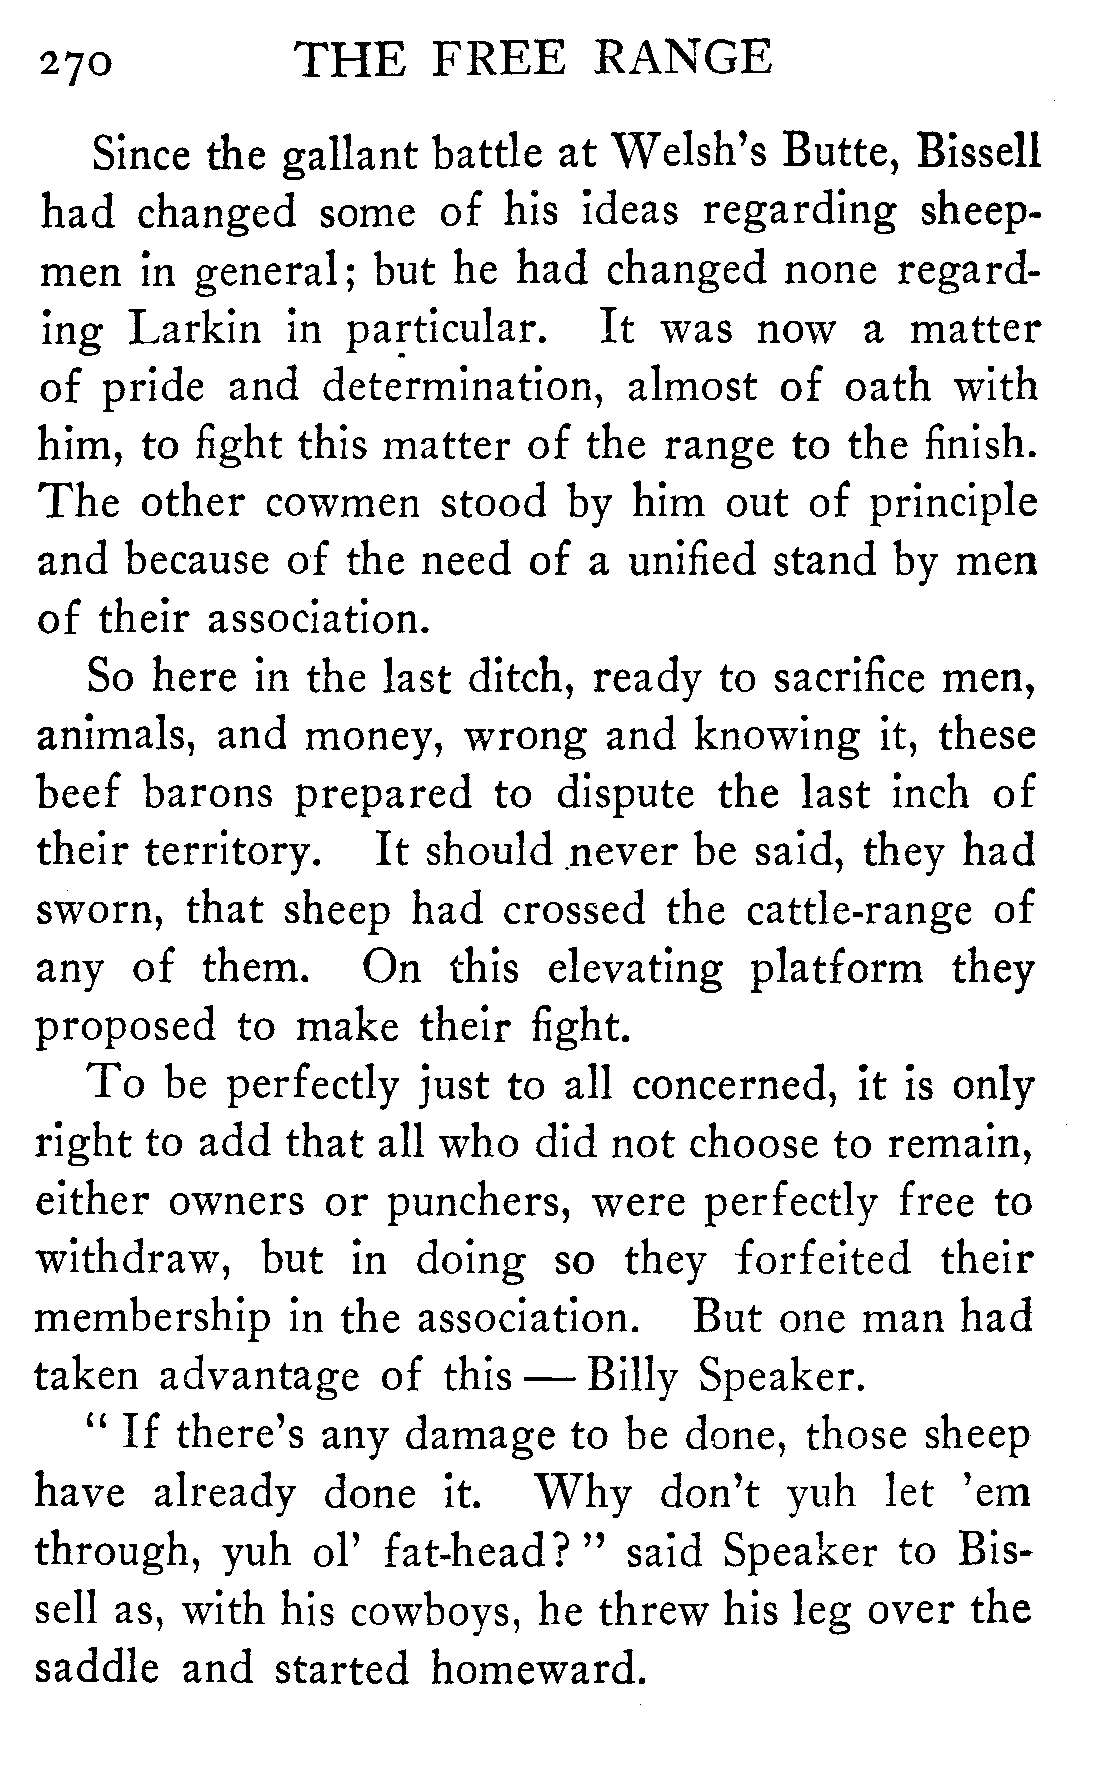 270 THE FREE RANGE
Since the gallant battle at Welsh's Butte, Bissell
had changed some of his ideas regarding sheep-
men in general; but he had changed none regard-
ing Larkin in particular. It was now a matter
of pride and determination, almost of oath with
him, to fight this matter of the range to the finish.
The other cowmen stood by him out of principle
and because of the need of a unified stand by men
of their association.
So here in the last ditch, ready to sacrifice men,
animals, and money, wrong and knowing it, these
beef barons prepared to dispute the last inch of
their territory. It should never be said, they had
sworn, that sheep had crossed the cattle-range of
any of them. On this elevating platform they
proposed to make their fight.
To be perfectly just to all concerned, it is only
right to add that all who did not choose to remain,
either owners or punchers, were perfectly free to
withdraw, but in doing so they forfeited their
membership in the association. But one man had
taken advantage of this — Billy Speaker.
“ If there's any damage to be done, those sheep
have already done it. Why don't yuh let 'em
through, yuh ol' fat-head? ” said Speaker to Bis-
sell as, with his cowboys, he threw his leg over the
saddle and started homeward.